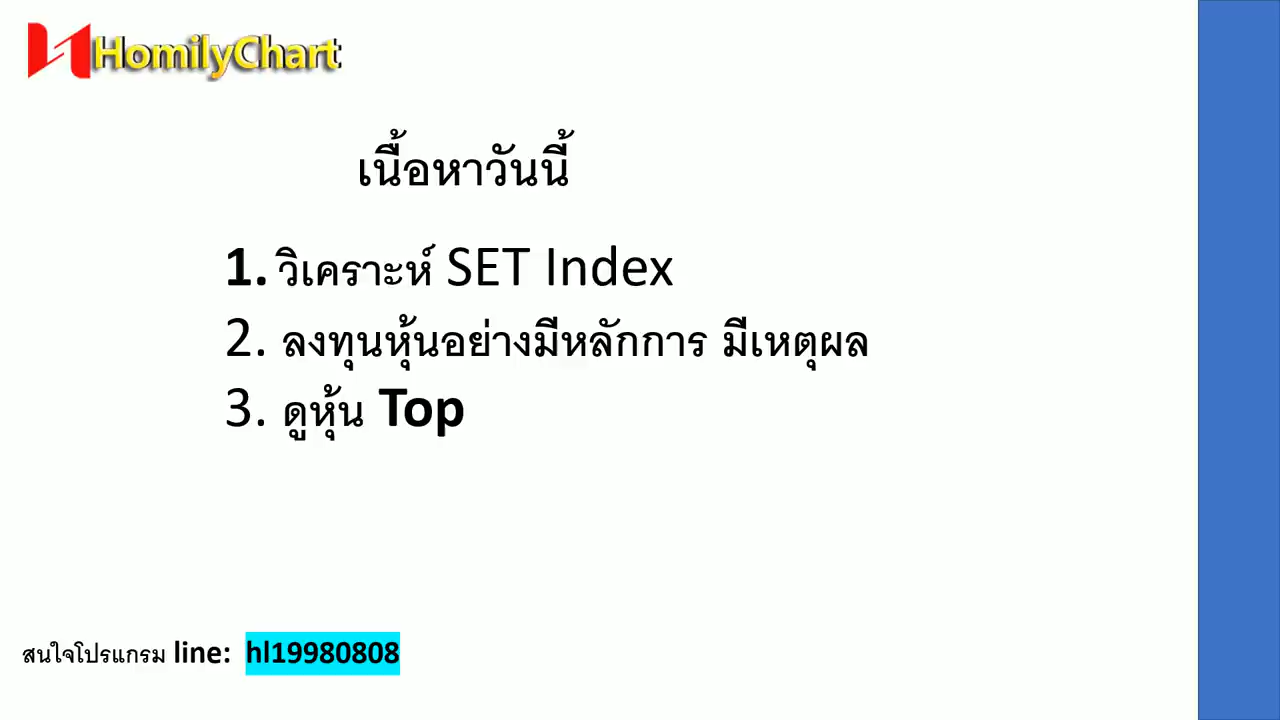 HomilyChart
เนื้อหาวันนี้
1. วิเคราะห์ SET Index
2. ลงทุนหุ้นอย่างมีหลักการ มีเหตุผล
3. ดูหุ้น Top
สนใจโปรแกรม line: hl19980808